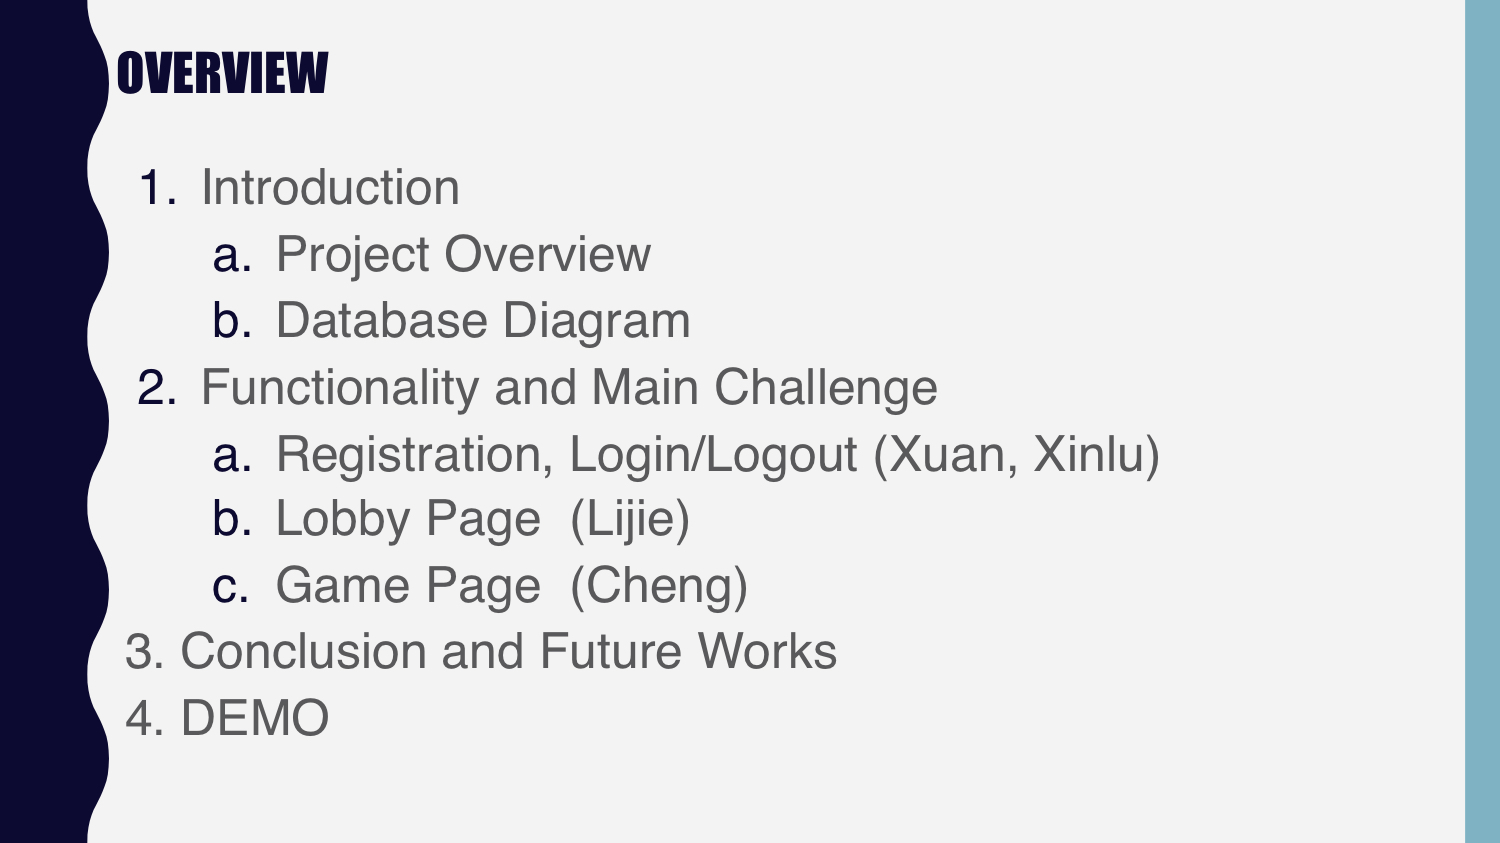 OVERVIEW
1. Introduction
a. Project Overview
b. Database Diagram
2. Functionality and Main Challenge
a. Registration, Login/Logout (Xuan, Xinlu)
b. Lobby Page  (Lijie)
c. Game Page  (Cheng)
3. Conclusion and Future Works
4. DEMO